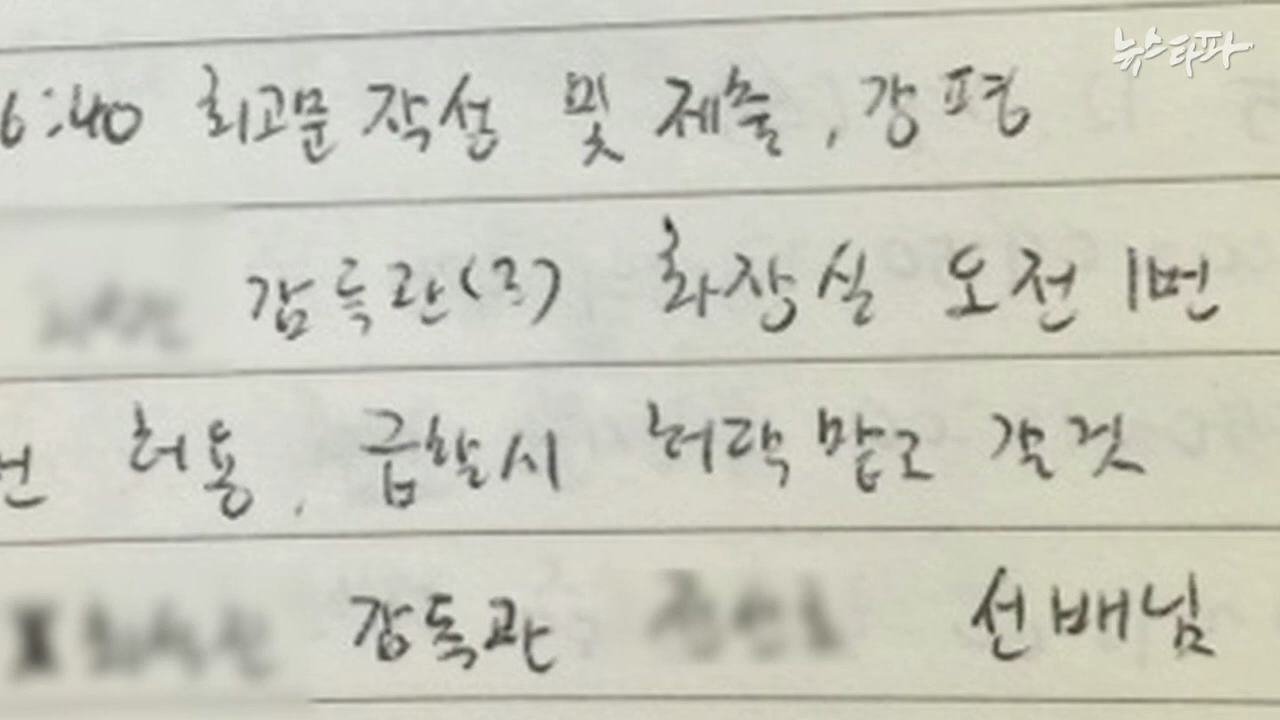 뉴스타파
6:40 회고문 작성 및 제출, 강평
감독관(3) 화장실 오전 1번
번 허용, 급할시 허락 맡고 갈것
감독관 선배님